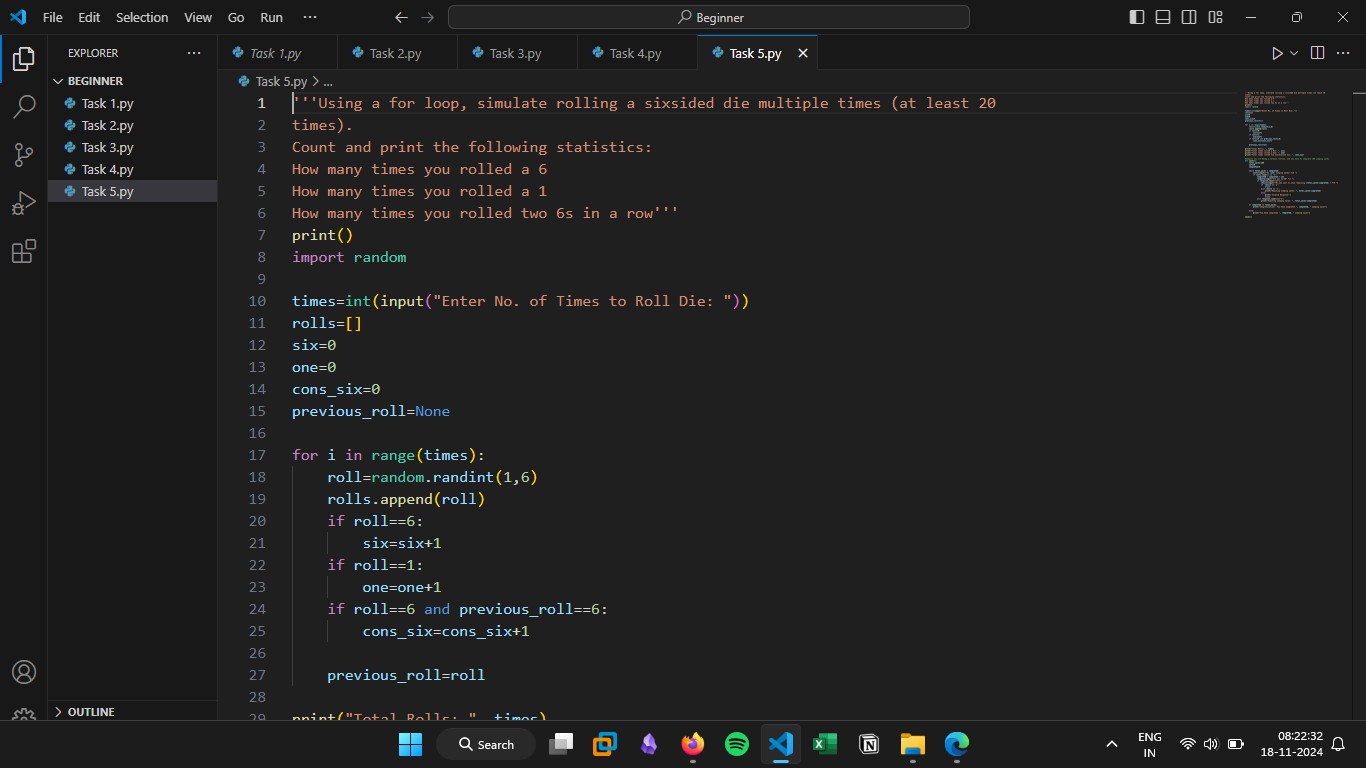 File Edit Selection View Go Run ···
Beginner
EXPLORER ···
Task 1.py Task 2.py Task 3.py Task 4.py Task 5.py
BEGINNER
Task 1.py
Task 2.py
Task 3.py
Task 4.py
Task 5.py
OUTLINE
Task 5.py > ...
1 '''Using a for loop, simulate rolling a sixsided die multiple times (at least 20
2 times).
3 Count and print the following statistics:
4 How many times you rolled a 6
5 How many times you rolled a 1
6 How many times you rolled two 6s in a row'''
7 print()
8 import random
9
10 times=int(input("Enter No. of Times to Roll Die: "))
11 rolls=[]
12 six=0
13 one=0
14 cons_six=0
15 previous_roll=None
16
17 for i in range(times):
18 roll=random.randint(1,6)
19 rolls.append(roll)
20 if roll==6:
21 six=six+1
22 if roll==1:
23 one=one+1
24 if roll==6 and previous_roll==6:
25 cons_six=cons_six+1
26
27 previous_roll=roll
28
29 print("Total Rolls: ", times)
Search
ENG
IN
08:22:32
18-11-2024